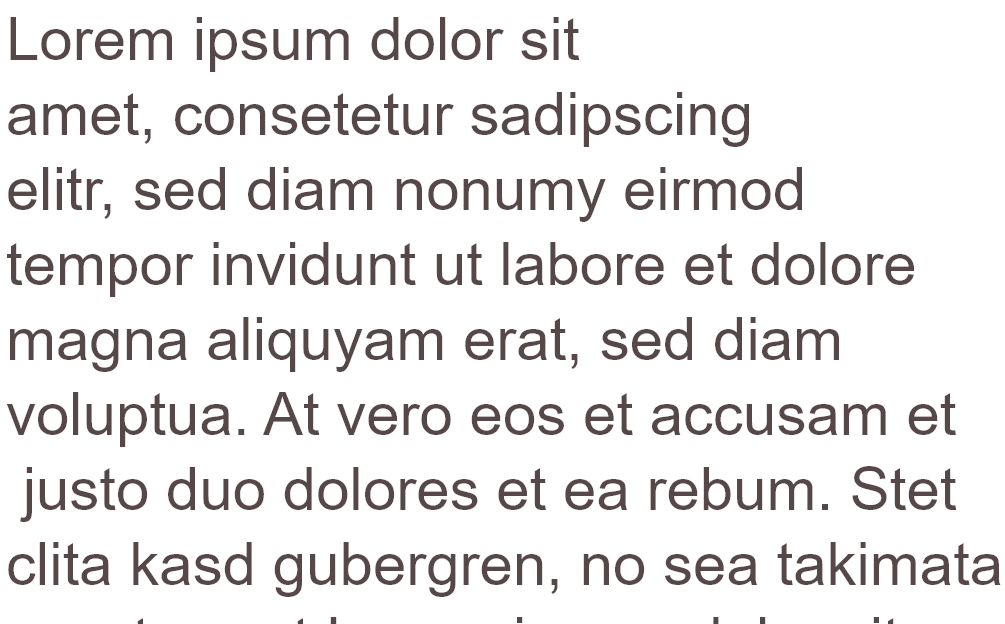 Lorem ipsum dolor sit
amet, consetetur sadipscing
elitr, sed diam nonumy eirmod
tempor invidunt ut labore et dolore
magna aliquyam erat, sed diam
voluptua. At vero eos et accusam et
justo duo dolores et ea rebum. Stet
clita kasd gubergren, no sea takimata